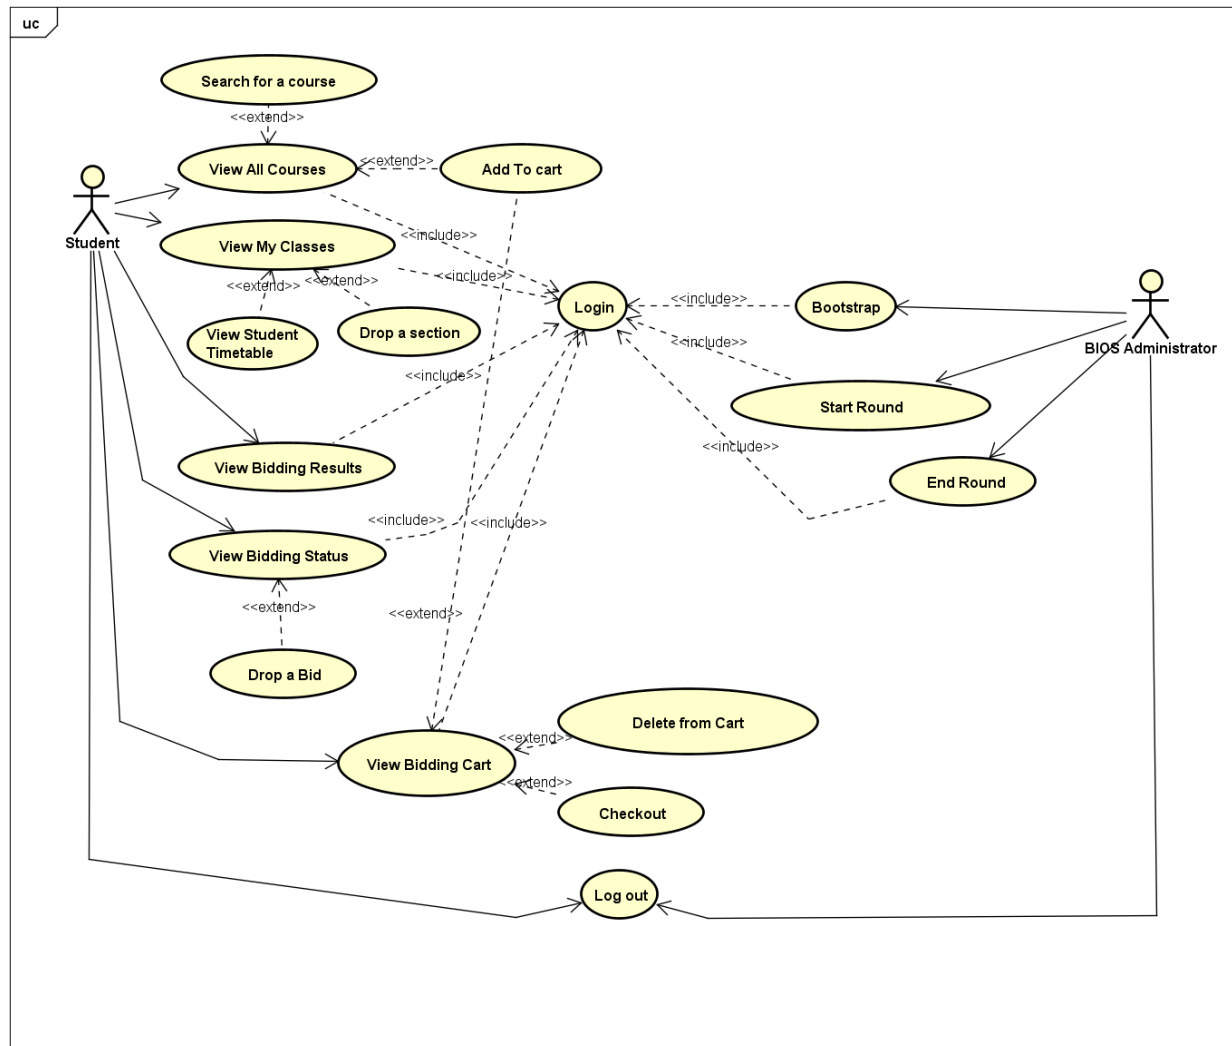 uc
Search for a course
<<extend>>
View All Courses
<<extend>>
Add To cart
Student
View My Classes
<<include>>
<<include>>
<<extend>>
<<extend>>
View Student
Timetable
Drop a section
Login
<<include>>
Bootstrap
BIOS Administrator
<<include>>
<<include>>
Start Round
<<include>>
End Round
View Bidding Results
<<include>>
<<include>>
View Bidding Status
<<extend>>
<<extend>>
Drop a Bid
Delete from Cart
<<extend>>
View Bidding Cart
<<extend>>
Checkout
Log out